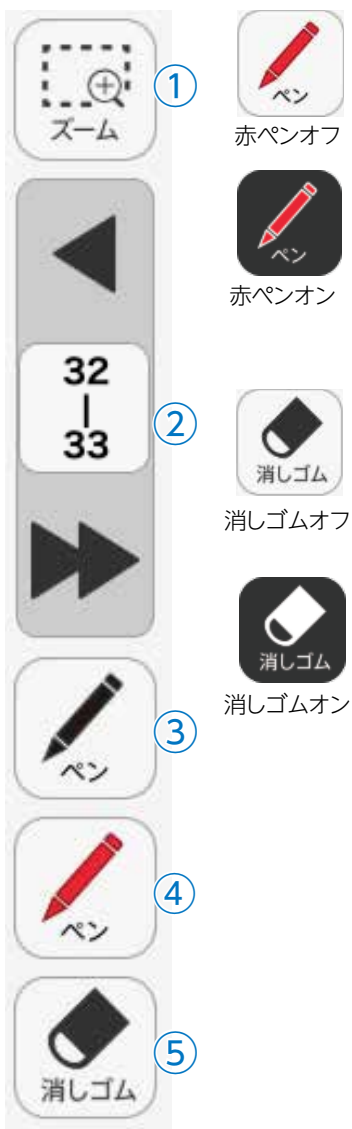 ズーム
①
32
|
33
②
ペン
③
ペン
④
消しゴム
⑤
ペン
赤ペンオフ
ペン
赤ペンオン
消しゴム
消しゴムオフ
消しゴム
消しゴムオン